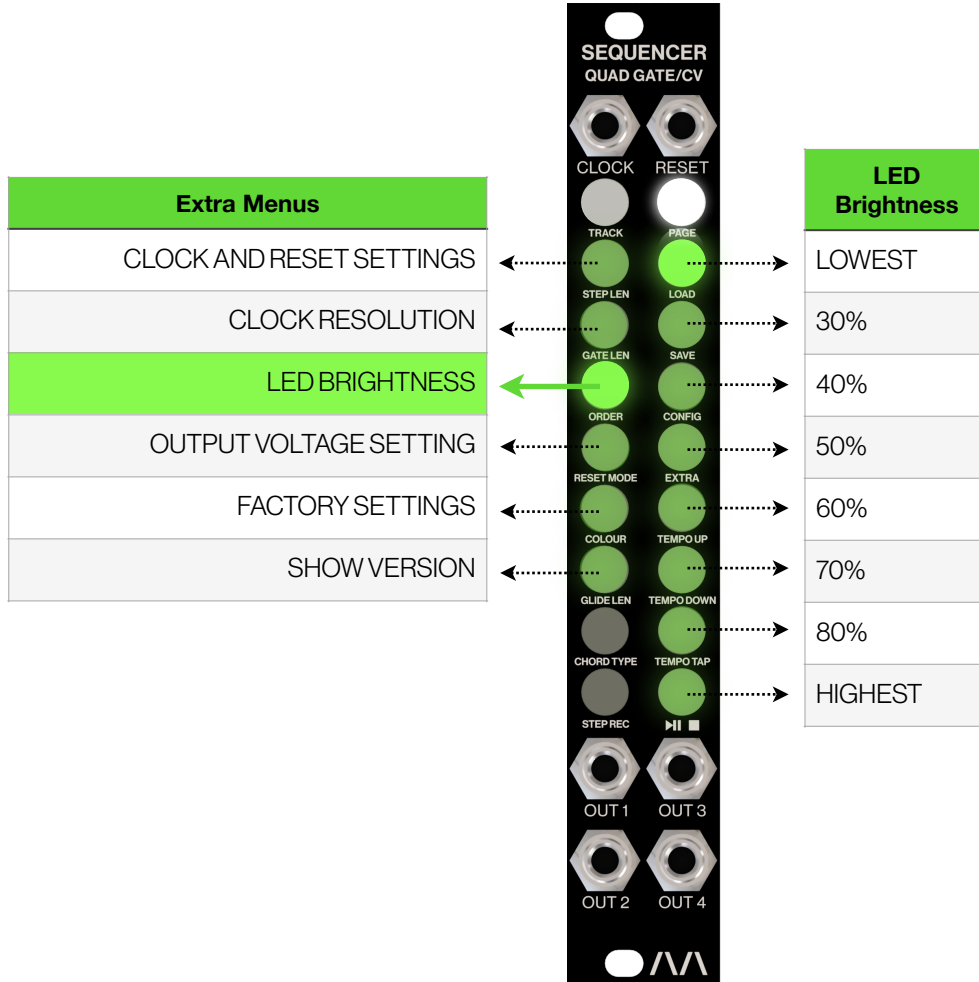 SEQUENCER
QUAD GATE/CV
CLOCK RESET
Extra Menus
CLOCK AND RESET SETTINGS
CLOCK RESOLUTION
LED BRIGHTNESS
OUTPUT VOLTAGE SETTING
FACTORY SETTINGS
SHOW VERSION
TRACK PAGE
STEP LEN LOAD
GATE LEN SAVE
ORDER CONFIG
RESET MODE EXTRA
COLOUR TEMPO UP
GLIDE LEN TEMPO DOWN
CHORD TYPE TEMPO TAP
STEP REC
OUT 1 OUT 3
OUT 2 OUT 4
LED
Brightness
LOWEST
30%
40%
50%
60%
70%
80%
HIGHEST